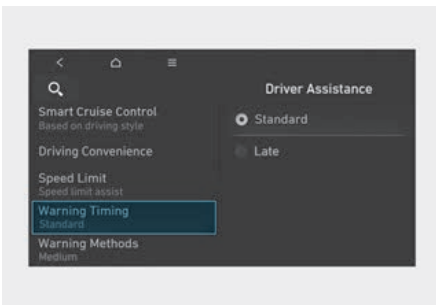 Driver Assistance
Smart Cruise Control
Based on driving style
Driving Convenience
Speed Limit
Speed limit assist
Warning Timing
Standard
Warning Methods
Medium
Standard
Late